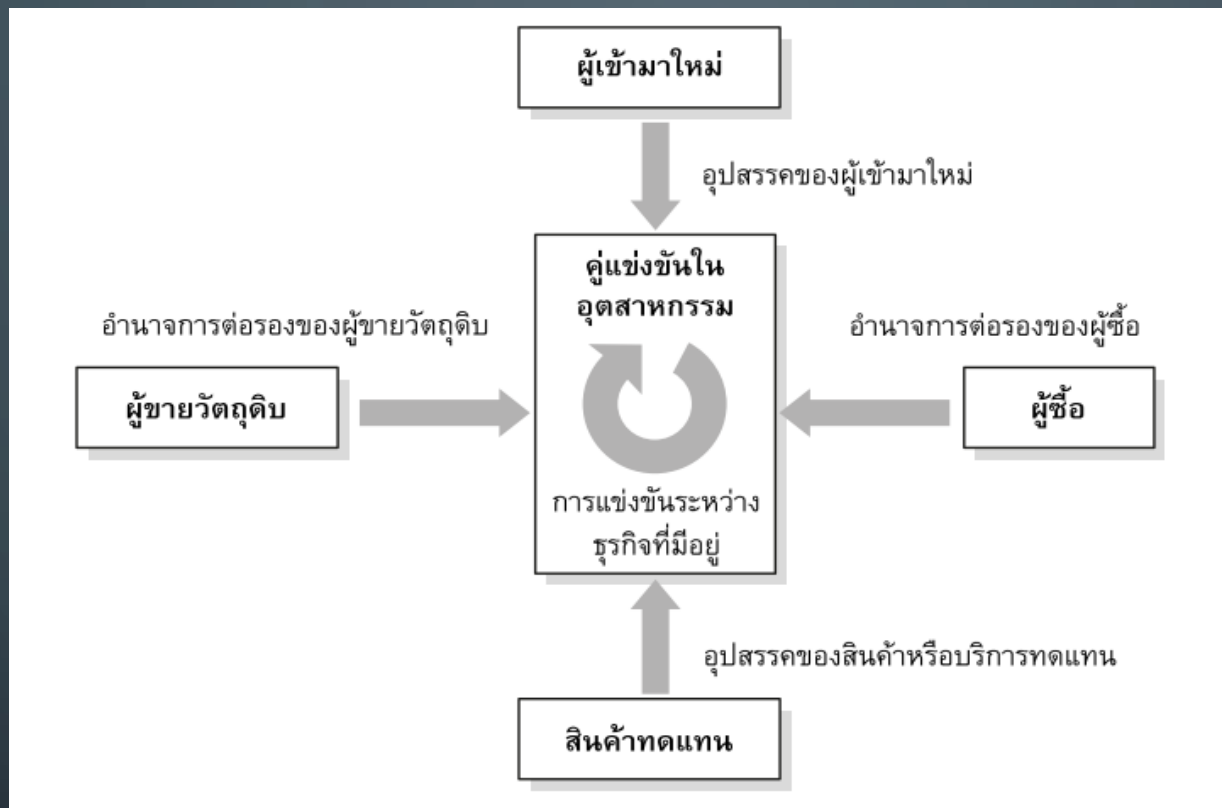 ผู้เข้ามาใหม่
อุปสรรคของผู้เข้ามาใหม่
คู่แข่งขันใน
อุตสาหกรรม
อำนาจการต่อรองของผู้ขายวัตถุดิบ
อำนาจการต่อรองของผู้ซื้อ
ผู้ขายวัตถุดิบ
ผู้ซื้อ
การแข่งขันระหว่าง
ธุรกิจที่มีอยู่
อุปสรรคของสินค้าหรือบริการทดแทน
สินค้าทดแทน